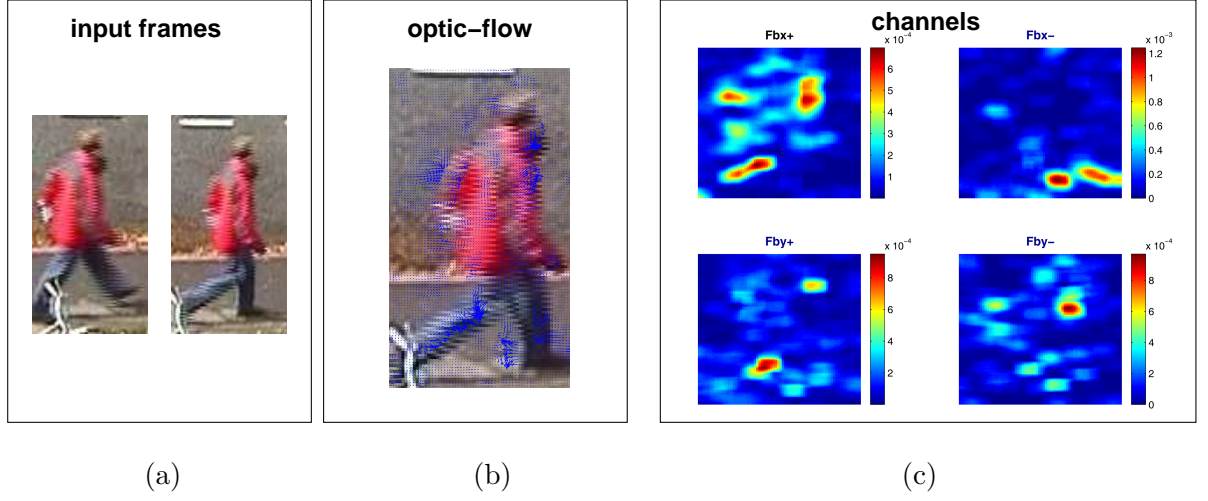 input frames
optic−flow
channels
Fbx+
x 10⁻⁴
7
6
5
4
3
2
1
Fbx−
x 10⁻³
1.2
1
0.8
0.6
0.4
0.2
0
Fby+
x 10⁻⁴
8
6
4
2
Fby−
x 10⁻⁴
8
6
4
2
0
(a)
(b)
(c)